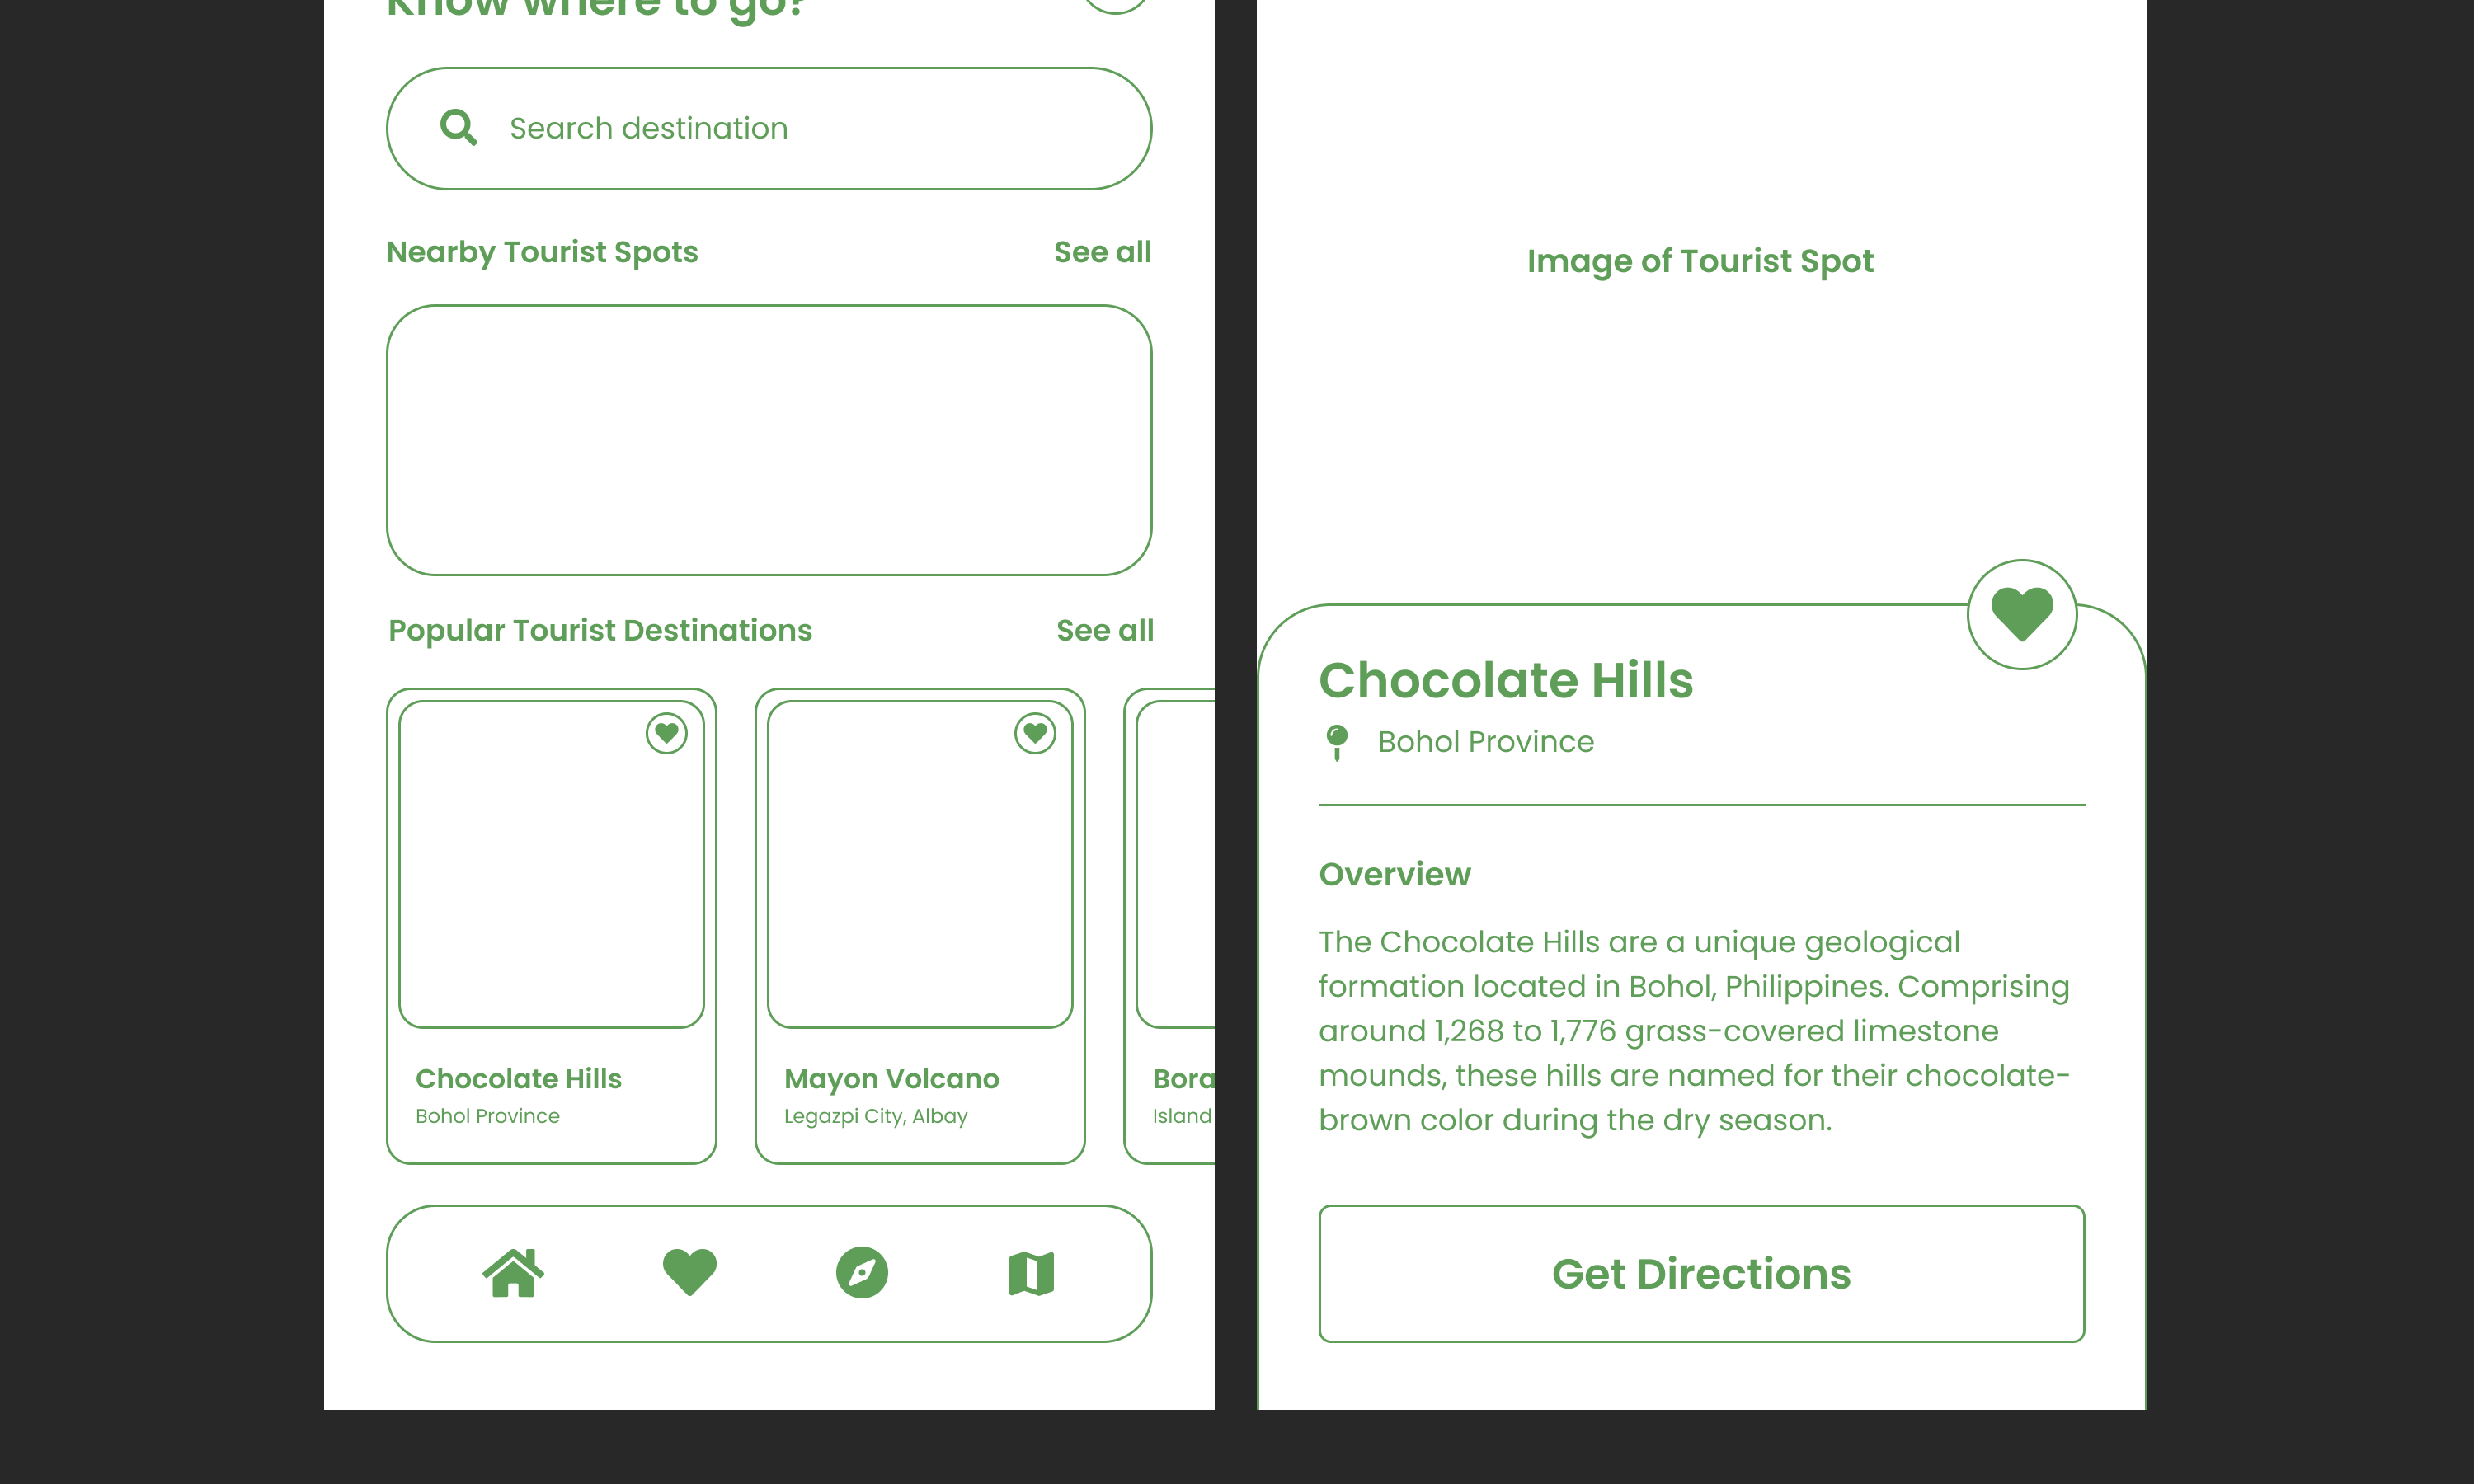 Know where to go?
Search destination
Nearby Tourist Spots
See all
Popular Tourist Destinations
See all
Chocolate Hills
Bohol Province
Mayon Volcano
Legazpi City, Albay
Island
Image of Tourist Spot
Chocolate Hills
Bohol Province
Overview
The Chocolate Hills are a unique geological
formation located in Bohol, Philippines. Comprising
around 1,268 to 1,776 grass-covered limestone
mounds, these hills are named for their chocolate-
brown color during the dry season.
Get Directions